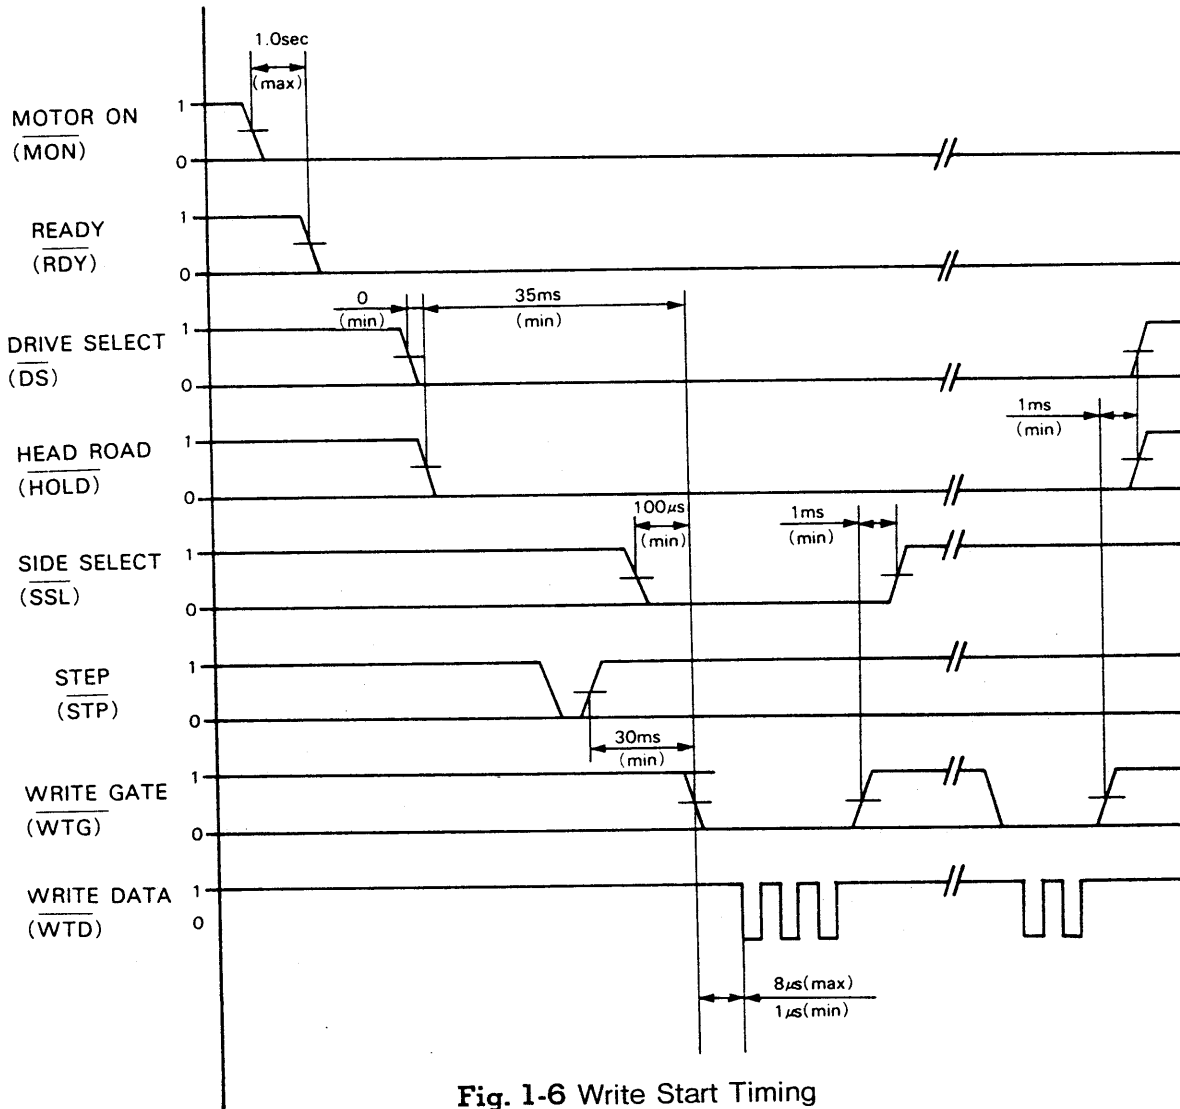 1.0sec
(max)
MOTOR ON
(MON)
1
0
READY
(RDY)
1
0
0
(min)
35ms
(min)
DRIVE SELECT
(DS)
1
0
1ms
(min)
HEAD ROAD
(HOLD)
1
0
100μs
(min)
1ms
(min)
SIDE SELECT
(SSL)
1
0
STEP
(STP)
1
0
30ms
(min)
WRITE GATE
(WTG)
1
0
WRITE DATA
(WTD)
1
0
8μs(max)
1μs(min)
Fig. 1-6 Write Start Timing